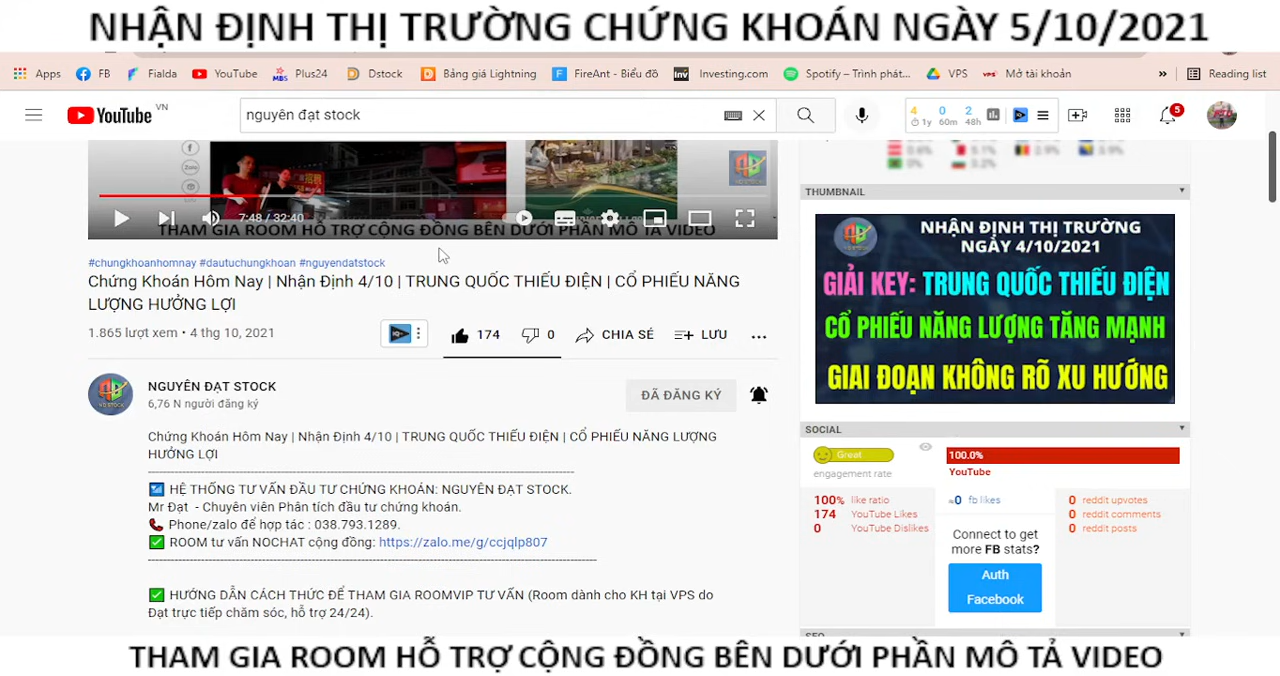 NHẬN ĐỊNH THỊ TRƯỜNG CHỨNG KHOÁN NGÀY 5/10/2021
Apps FB Fialda YouTube MBS Plus24 Dstock Bảng giá Lightning FireAnt - Biểu đồ Inv Investing.com Spotify – Trình phát... VPS VPS Mở tài khoản » Reading list
YouTube VN nguyên đạt stock 4 0 2 1y 60m 48h 5
7:48 / 32:40
THAM GIA ROOM HỖ TRỢ CỘNG ĐỒNG BÊN DƯỚI PHẦN MÔ TẢ VIDEO
#chungkhoanhomnay #dautuchungkhoan #nguyendatstock
Chứng Khoán Hôm Nay | Nhận Định 4/10 | TRUNG QUỐC THIẾU ĐIỆN | CỔ PHIẾU NĂNG
LƯỢNG HƯỞNG LỢI
1.865 lượt xem • 4 thg 10, 2021
174 0 CHIA SẺ LƯU ...
NGUYÊN ĐẠT STOCK
6,76 N người đăng ký
ĐÃ ĐĂNG KÝ
Chứng Khoán Hôm Nay | Nhận Định 4/10 | TRUNG QUỐC THIẾU ĐIỆN | CỔ PHIẾU NĂNG LƯỢNG
HƯỞNG LỢI
HỆ THỐNG TƯ VẤN ĐẦU TƯ CHỨNG KHOÁN: NGUYÊN ĐẠT STOCK.
Mr Đạt - Chuyên viên Phân tích đầu tư chứng khoán.
Phone/zalo để hợp tác : 038.793.1289.
ROOM tư vấn NOCHAT cộng đồng: https://zalo.me/g/ccjqlp807
HƯỚNG DẪN CÁCH THỨC ĐỂ THAM GIA ROOMVIP TƯ VẤN (Room dành cho KH tại VPS do
Đạt trực tiếp chăm sóc, hỗ trợ 24/24).
THUMBNAIL
NHẬN ĐỊNH THỊ TRƯỜNG
NGÀY 4/10/2021
GIẢI KEY: TRUNG QUỐC THIẾU ĐIỆN
CỔ PHIẾU NĂNG LƯỢNG TĂNG MẠNH
GIAI ĐOẠN KHÔNG RÕ XU HƯỚNG
SOCIAL
Great
engagement rate
100.0%
YouTube
100% like ratio
174 YouTube Likes
0 YouTube Dislikes
0 fb likes
Connect to get
more FB stats?
Auth
Facebook
0 reddit upvotes
0 reddit comments
0 reddit posts
THAM GIA ROOM HỖ TRỢ CỘNG ĐỒNG BÊN DƯỚI PHẦN MÔ TẢ VIDEO